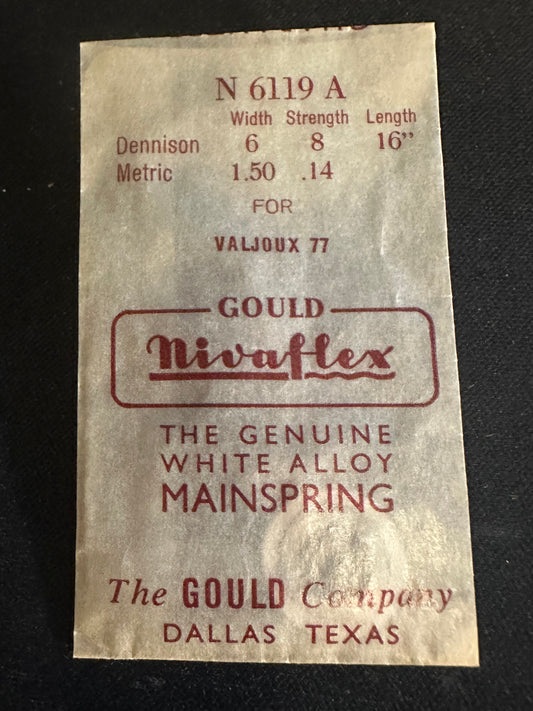 N 6119 A
Width Strength Length
Dennison 6 8 16”
Metric 1.50 .14
FOR
VALJOUX 77
GOULD
Nivaflex
THE GENUINE
WHITE ALLOY
MAINSPRING
The GOULD Company
DALLAS TEXAS